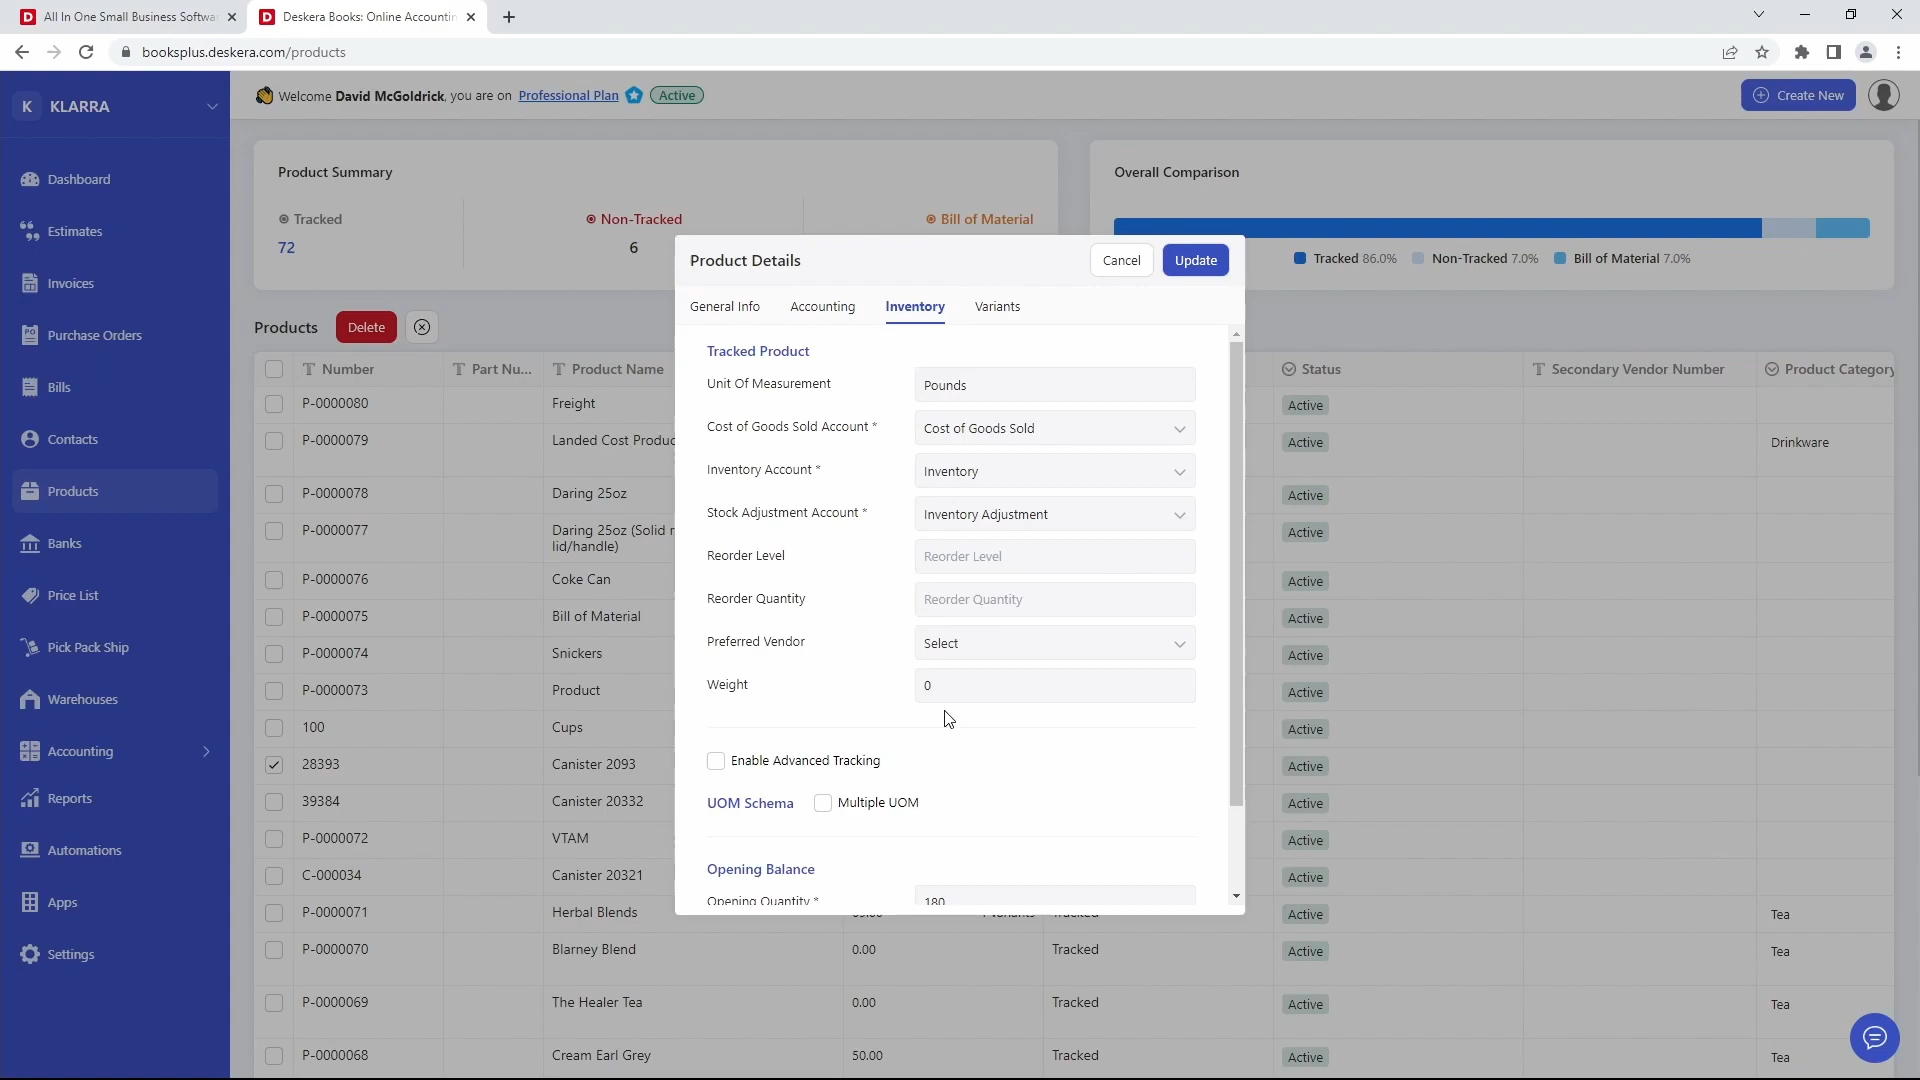 All In One Small Business Softwa
Deskera Books: Online Accountin
booksplus.deskera.com/products
K KLARRA
Welcome David McGoldrick, you are on Professional Plan Active
Create New
Dashboard
Estimates
Invoices
Purchase Orders
Bills
Contacts
Products
Banks
Price List
Pick Pack Ship
Warehouses
Accounting
Reports
Automations
Apps
Settings
Product Summary
Tracked
72
Non-Tracked
6
Bill of Material
Overall Comparison
Tracked 86.0% Non-Tracked 7.0% Bill of Material 7.0%
Products Delete
Number Part Nu... Product Name Status Secondary Vendor Number Product Category
P-0000080 Freight Active
P-0000079 Landed Cost Produc Active Drinkware
P-0000078 Daring 25oz Active
P-0000077 Daring 25oz (Solid Active
lid/handle)
P-0000076 Coke Can Active
P-0000075 Bill of Material Active
P-0000074 Snickers Active
P-0000073 Product Active
100 Cups Active
28393 Canister 2093 Active
39384 Canister 20332 Active
P-0000072 VTAM Active
C-000034 Canister 20321 Active
P-0000071 Herbal Blends Active Tea
P-0000070 Blarney Blend 0.00 Tracked Active Tea
P-0000069 The Healer Tea 0.00 Tracked Active Tea
P-0000068 Cream Earl Grey 50.00 Tracked Active Tea
Product Details Cancel Update
General Info Accounting Inventory Variants
Tracked Product
Unit Of Measurement Pounds
Cost of Goods Sold Account * Cost of Goods Sold
Inventory Account * Inventory
Stock Adjustment Account * Inventory Adjustment
Reorder Level Reorder Level
Reorder Quantity Reorder Quantity
Preferred Vendor Select
Weight 0
Enable Advanced Tracking
UOM Schema Multiple UOM
Opening Balance
Opening Quantity * 180